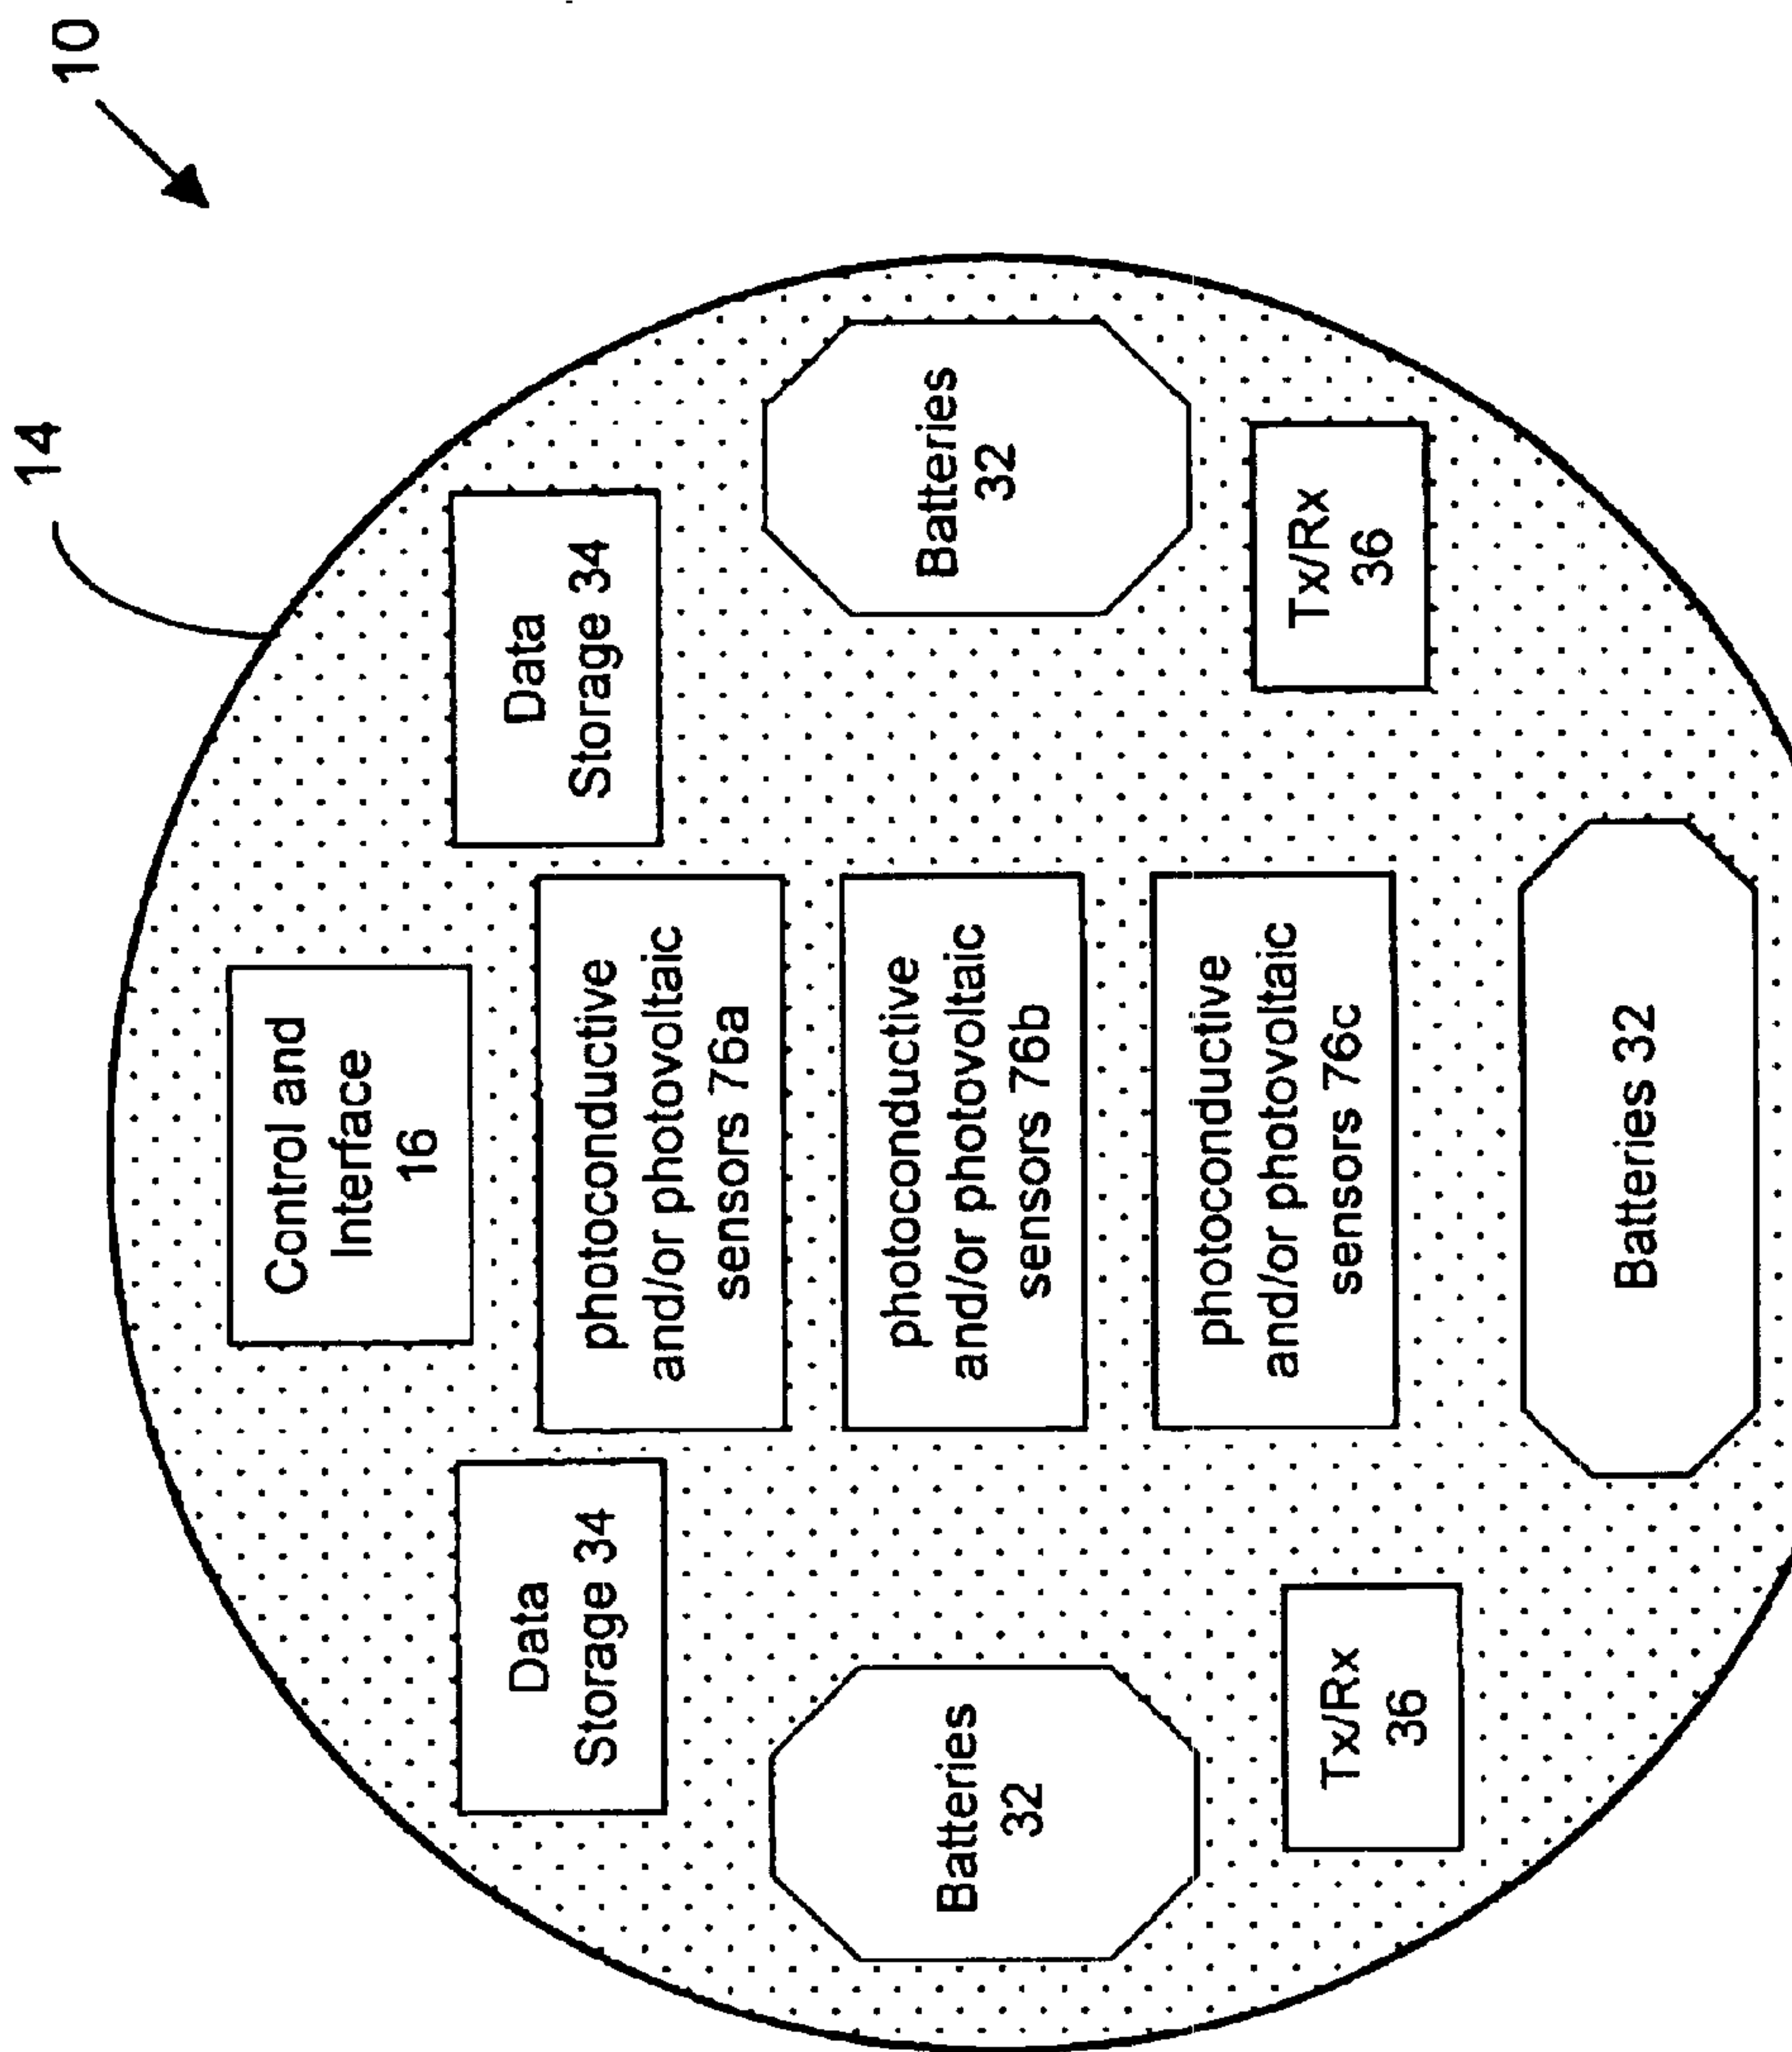 10
14
Control and
Interface
16
Data
Storage 34
Data
Storage 34
photoconductive
and/or photovoltaic
sensors 76a
photoconductive
and/or photovoltaic
sensors 76b
photoconductive
and/or photovoltaic
sensors 76c
Batteries
32
Batteries
32
Tx/Rx
36
Tx/Rx
36
Batteries 32